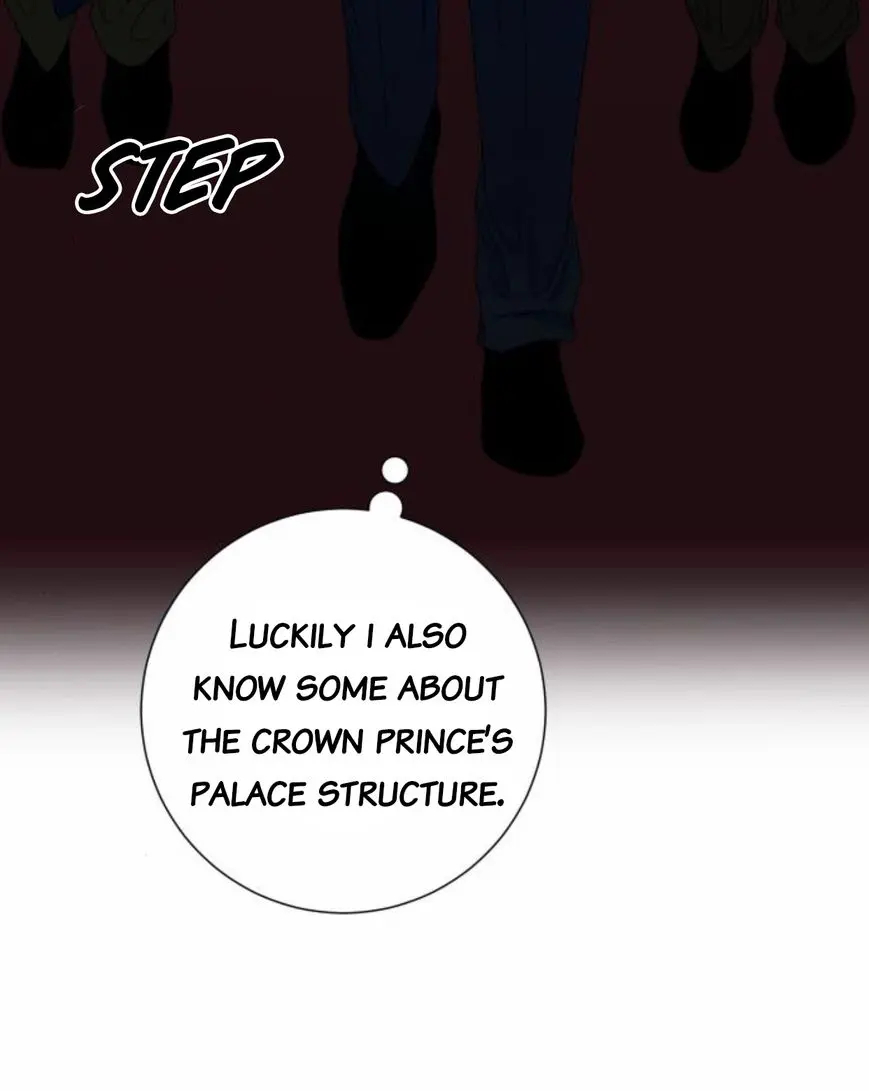 STEP
LUCKILY I ALSO
KNOW SOME ABOUT
THE CROWN PRINCE'S
PALACE STRUCTURE.